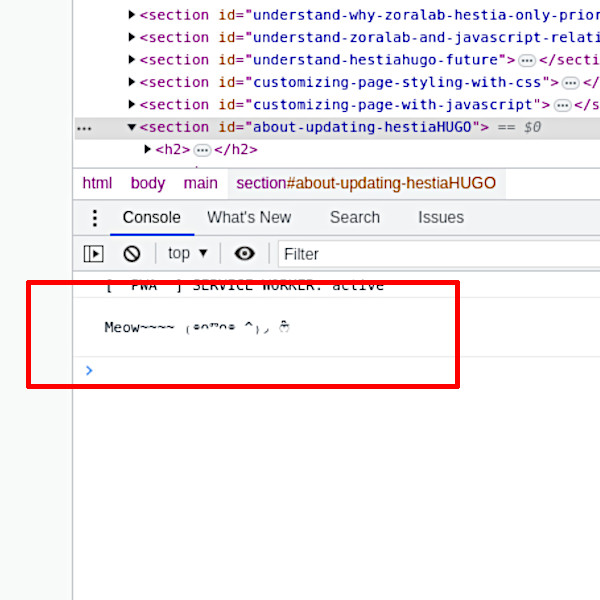 ▶<section id="understand-why-zoralab-hestia-only-prior
▶<section id="understand-zoralab-and-javascript-relati
▶<section id="understand-hestiahugo-future">…</secti
▶<section id="customizing-page-styling-with-css">…</
▶<section id="customizing-page-with-javascript">…</s
…▼<section id="about-updating-hestiaHUGO"> == $0
▶<h2>…</h2>
html body main section#about-updating-hestiaHUGO
Console What's New Search Issues
top ▼ Filter
[ PWA ] SERVICE WORKER: active
Meow~~~~
>